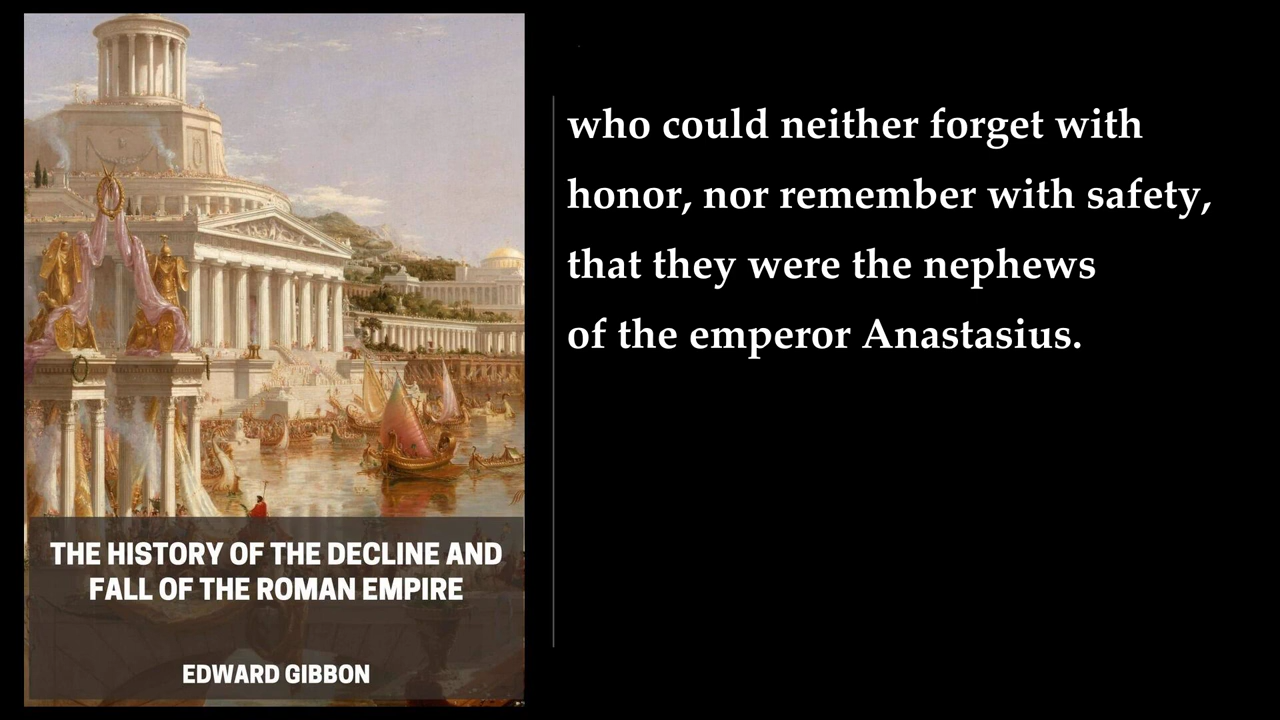 who could neither forget with
honor, nor remember with safety,
that they were the nephews
of the emperor Anastasius.
THE HISTORY OF THE DECLINE AND
FALL OF THE ROMAN EMPIRE
EDWARD GIBBON